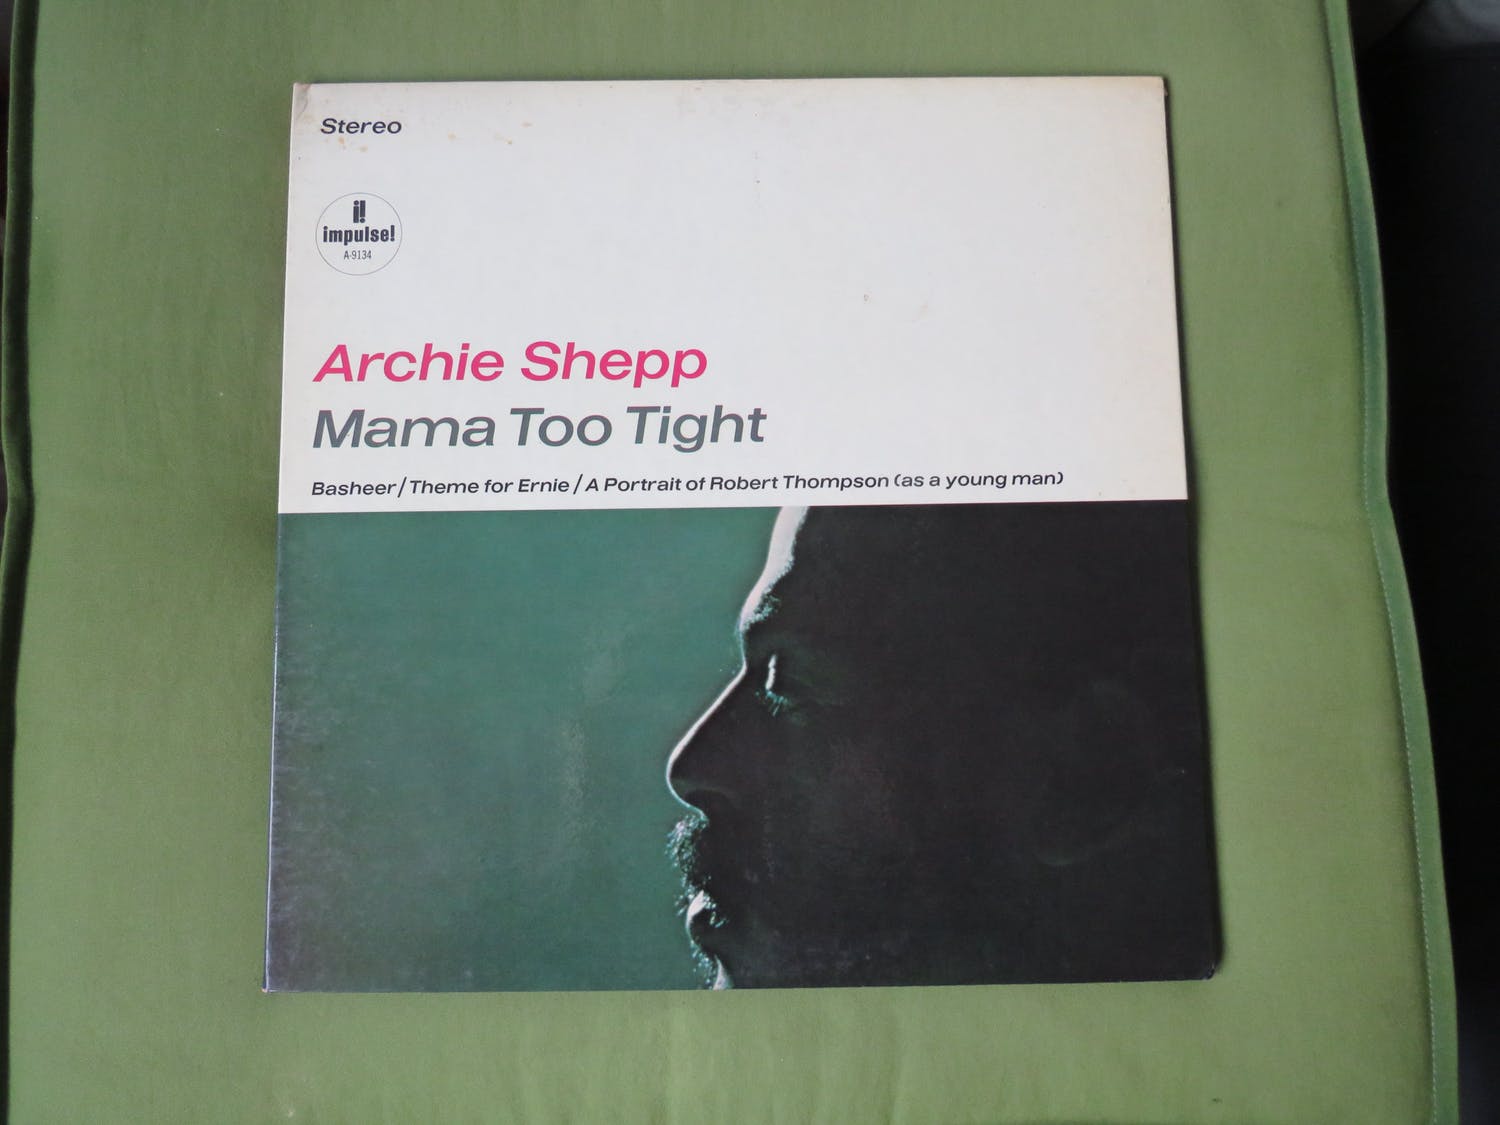 Stereo
i!
impulse!
A-9134
Archie Shepp
Mama Too Tight
Basheer/Theme for Ernie/A Portrait of Robert Thompson (as a young man)